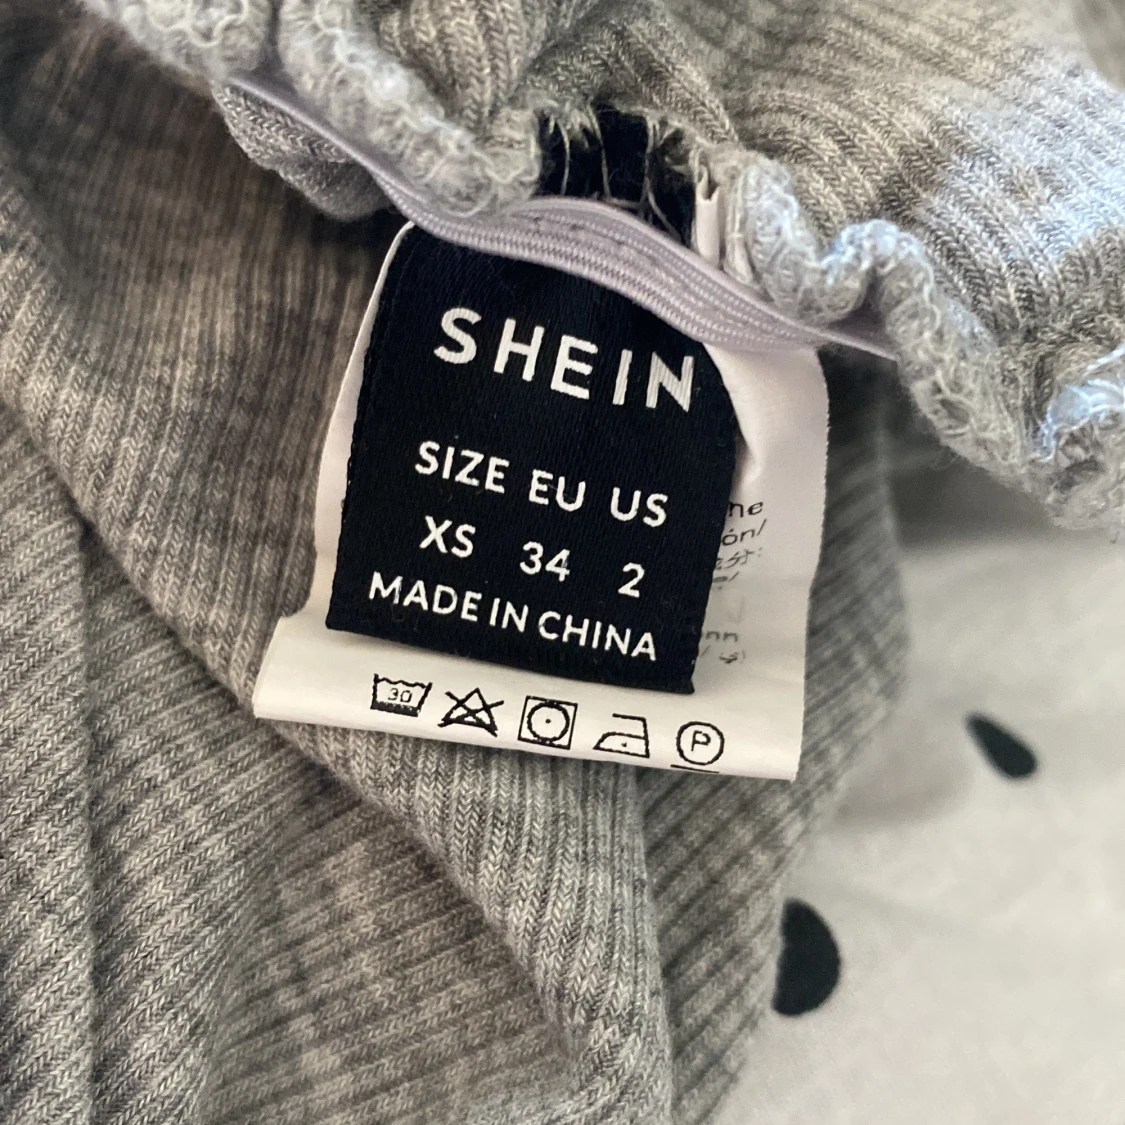 SHEIN
SIZE EU US
XS 34 2
MADE IN CHINA
30
P